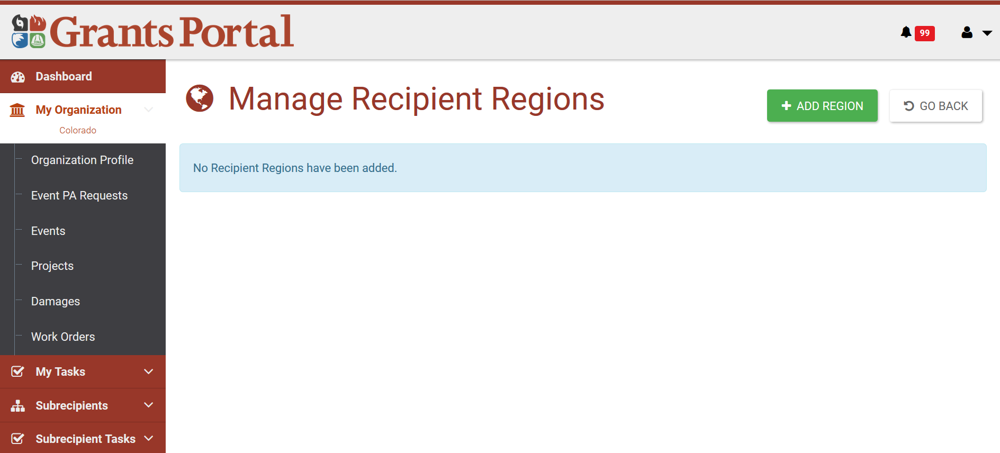 Grants Portal
99
Dashboard
My Organization
Colorado
Organization Profile
Event PA Requests
Events
Projects
Damages
Work Orders
My Tasks
Subrecipients
Subrecipient Tasks
Manage Recipient Regions
ADD REGION
GO BACK
No Recipient Regions have been added.